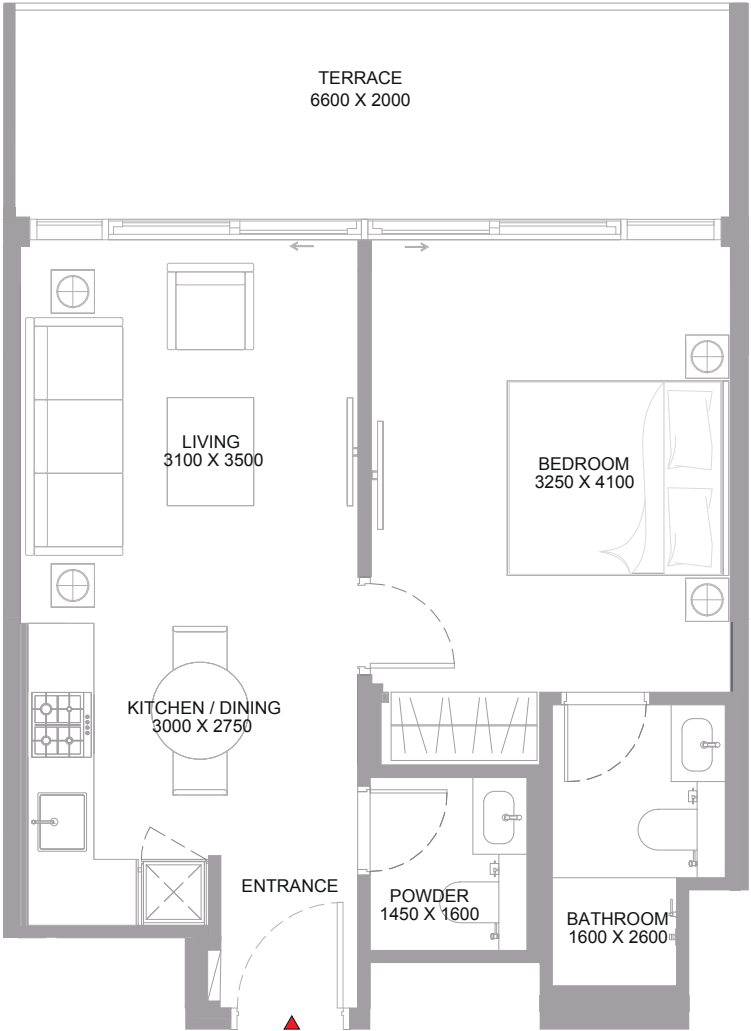 TERRACE
6600 X 2000
LIVING
3100 X 3500
BEDROOM
3250 X 4100
KITCHEN / DINING
3000 X 2750
ENTRANCE
POWDER
1450 X 1600
BATHROOM
1600 X 2600